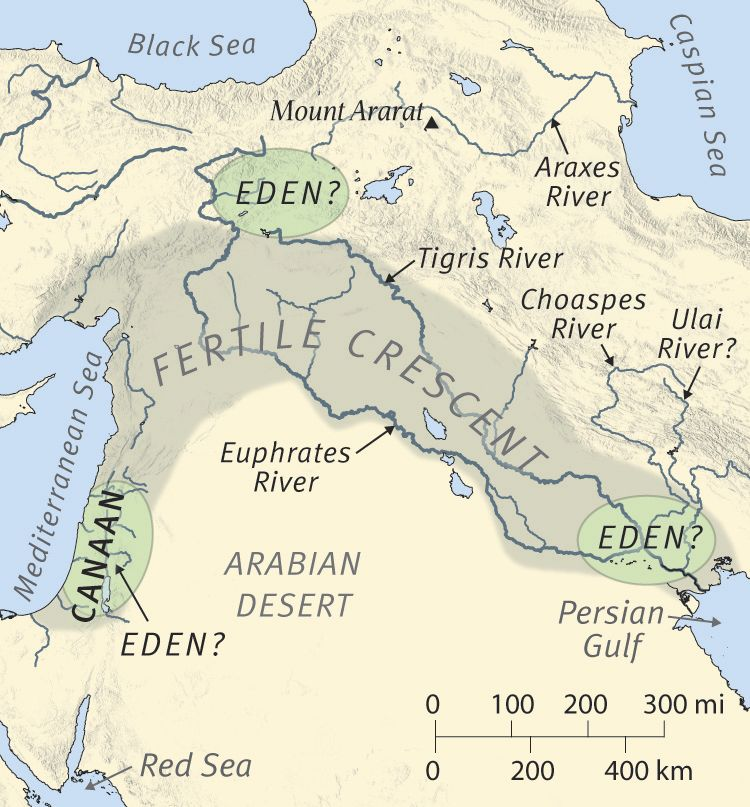 Black Sea
Caspian Sea
Mount Ararat
Araxes
River
EDEN?
Tigris River
Choaspes
River
Ulai
River?
FERTILE CRESCENT
Mediterranean Sea
Euphrates
River
CANAAN
EDEN?
ARABIAN
DESERT
EDEN?
Persian
Gulf
Red Sea
0 100 200 300 mi
0 200 400 km